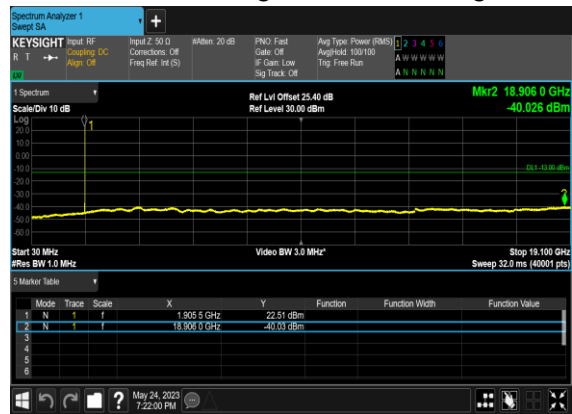 Spectrum Analyzer 1
Swept SA
+
KEYSIGHT Input: RF Input Z: 50 Ω #Atten: 20 dB PNO: Fast Avg Type: Power (RMS) 1 2 3 4 5 6
R T Coupling: DC Corrections: Off Gate: Off Avg|Hold: 100/100 A W W W W W
Align: Off Freq Ref: Int (S) IF Gain: Low Trig: Free Run
LW Sig Track: Off A N N N N N
1 Spectrum Ref Lvl Offset 25.40 dB Mkr2 18.906 0 GHz
Scale/Div 10 dB Ref Level 30.00 dBm -40.026 dBm
Log
1
20.0
10.0
0.00
-10.0 DL1 -13.00 dBm
-20.0
-30.0 2
-40.0
-50.0
-60.0
Start 30 MHz Video BW 3.0 MHz* Stop 19.100 GHz
#Res BW 1.0 MHz Sweep 32.0 ms (40001 pts)
5 Marker Table
Mode Trace Scale X Y Function Function Width Function Value
1 N 1 f 1.905 5 GHz 22.51 dBm
2 N 1 f 18.906 0 GHz -40.03 dBm
3
4
5
6
? May 24, 2023
7:22:00 PM